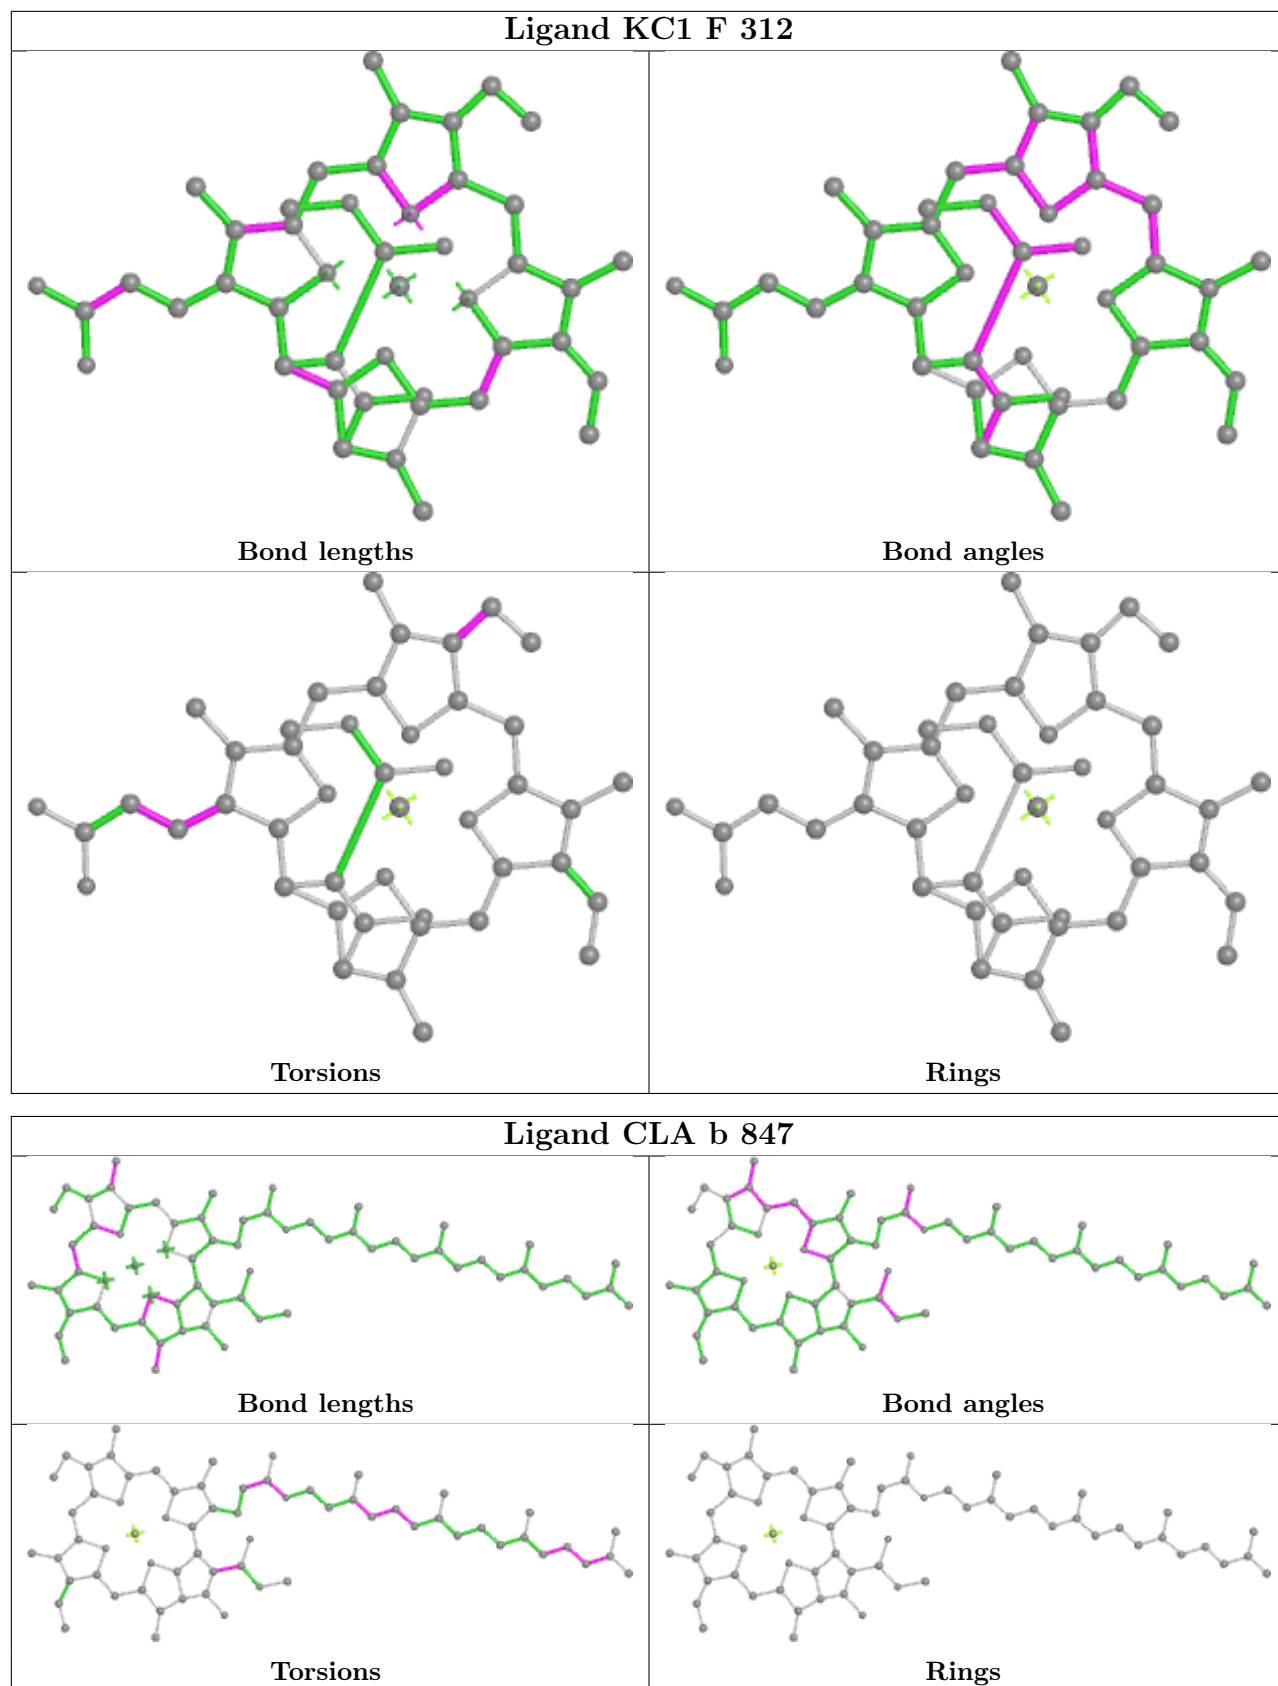 Ligand KC1 F 312
Bond lengths
Bond angles
Torsions
Rings
Ligand CLA b 847
Bond lengths
Bond angles
Torsions
Rings